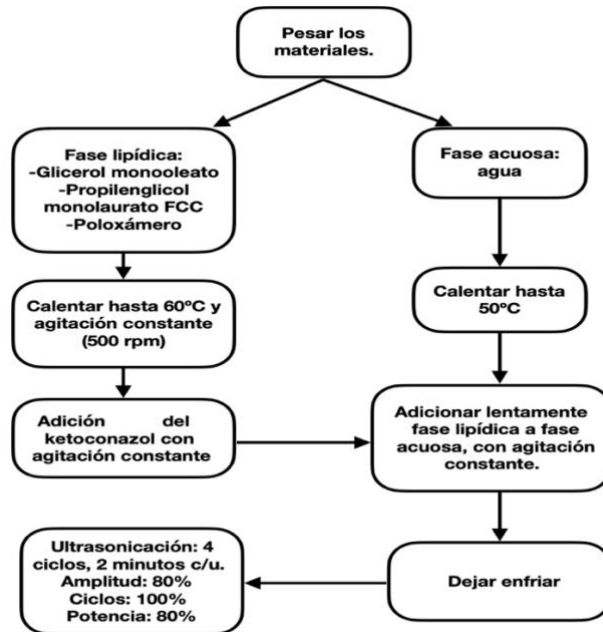 Pesar los
materiales.
Fase lipídica:
-Glicerol monooleato
-Propilenglicol
monolaurato FCC
-Poloxámero
Fase acuosa:
agua
Calentar hasta 60ºC y
agitación constante
(500 rpm)
Calentar hasta
50ºC
Adición del
ketoconazol con
agitación constante
Adicionar lentamente
fase lipídica a fase
acuosa, con agitación
constante.
Ultrasonicación: 4
ciclos, 2 minutos c/u.
Amplitud: 80%
Ciclos: 100%
Potencia: 80%
Dejar enfriar